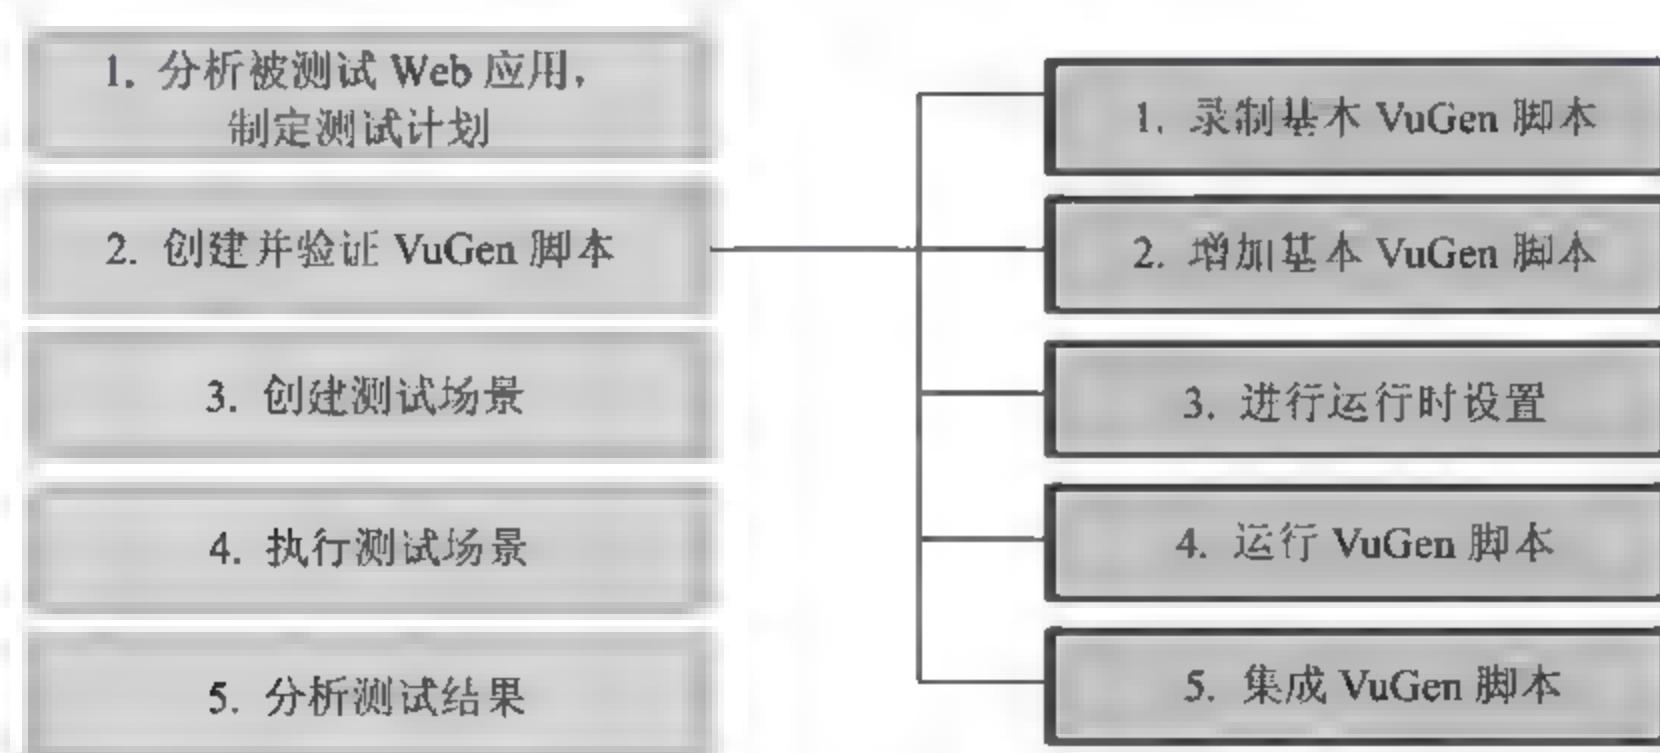 1. 分析被测试 Web 应用，
制定测试计划
2. 创建并验证 VuGen 脚本
3. 创建测试场景
4. 执行测试场景
5. 分析测试结果
1. 录制基本 VuGen 脚本
2. 增加基本 VuGen 脚本
3. 进行运行时设置
4. 运行 VuGen 脚本
5. 集成 VuGen 脚本